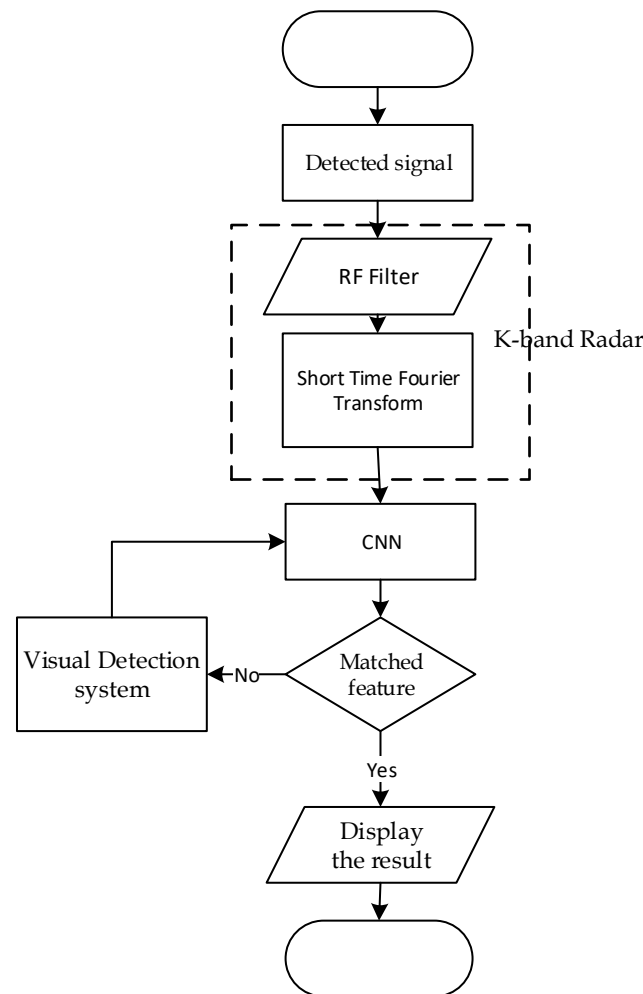 Detected signal
RF Filter
K-band Radar
Short Time Fourier
Transform
CNN
Visual Detection
system
No
Matched
feature
Yes
Display
the result